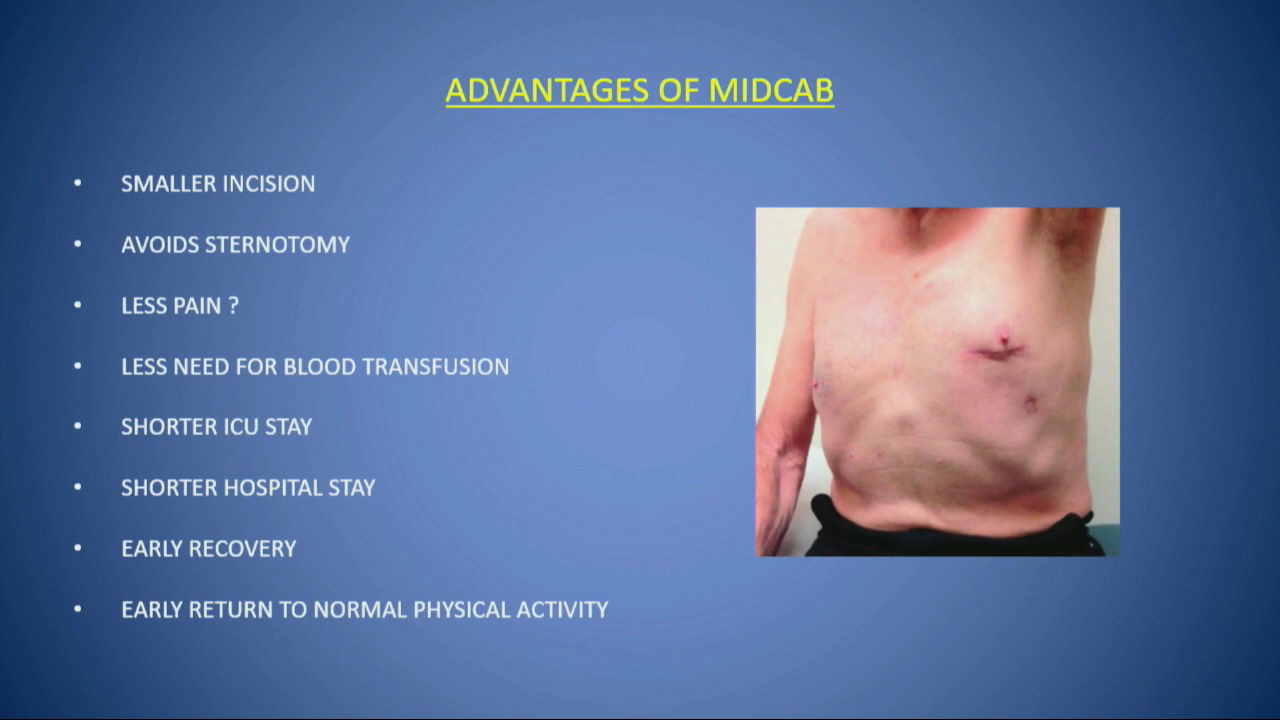 ADVANTAGES OF MIDCAB
• SMALLER INCISION
• AVOIDS STERNOTOMY
• LESS PAIN ?
• LESS NEED FOR BLOOD TRANSFUSION
• SHORTER ICU STAY
• SHORTER HOSPITAL STAY
• EARLY RECOVERY
• EARLY RETURN TO NORMAL PHYSICAL ACTIVITY